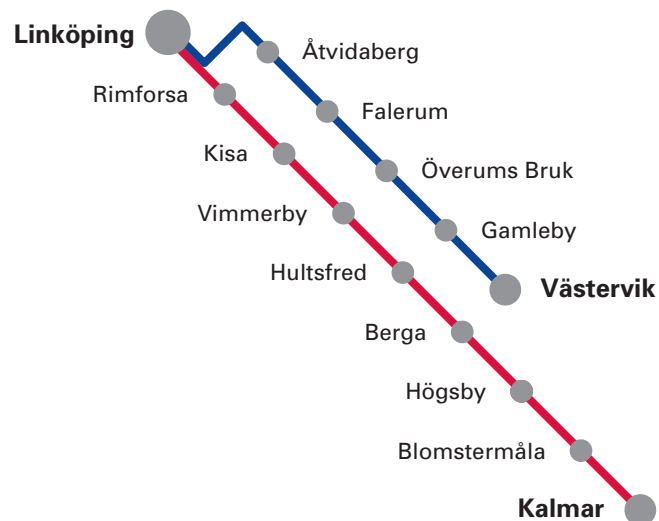 Linköping
Åtvidaberg
Rimforsa
Falerum
Kisa
Överums Bruk
Vimmerby
Gamleby
Hultsfred
Västervik
Berga
Högsby
Blomstermåla
Kalmar